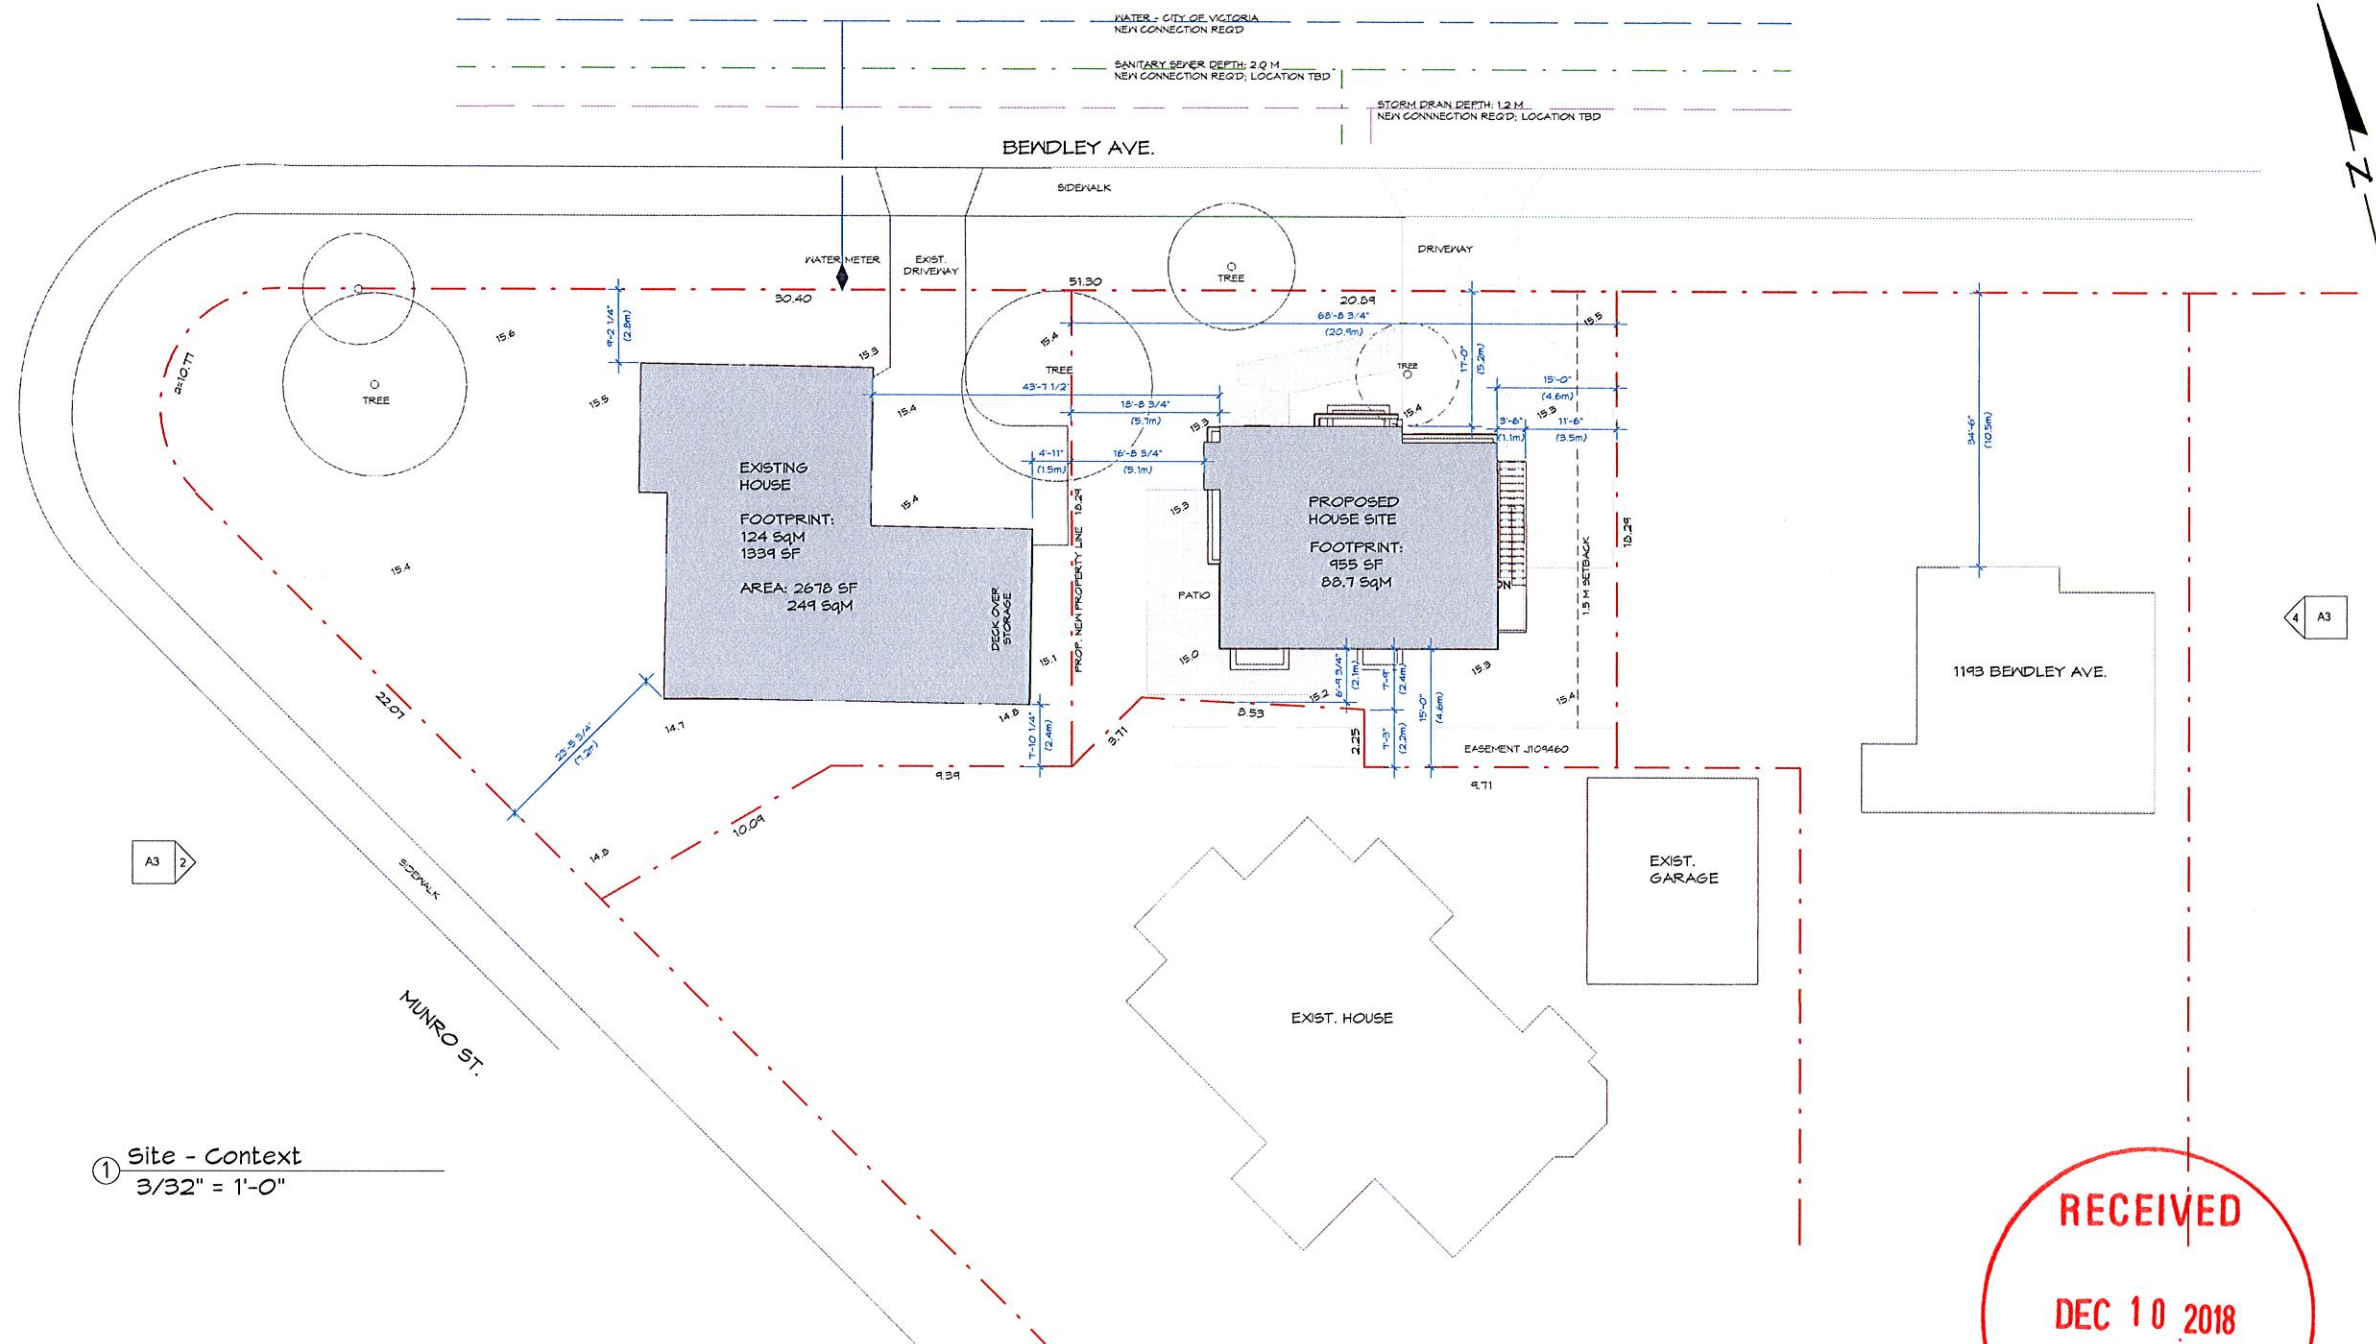 WATER - CITY OF VICTORIA
NEW CONNECTION REQ'D
SANITARY SEWER DEPTH: 2.0 M
NEW CONNECTION REQ'D; LOCATION TBD
STORM DRAIN DEPTH: 1.2 M
NEW CONNNECTION REQ'D; LOCATION TBD
BEWDLEY AVE.
SIDEWALK
N
WATER METER
EXIST.
DRIVEWAY
DRIVEWAY
TREE
51.30
30.40
20.89
68'-8 3/4"
(20.9m)
9'-2 1/4"
(2.8m)
15.6
15.3
15.4
15.5
a=10.77
TREE
TREE
TREE
17'-0"
(5.2m)
15'-0"
(4.6m)
43'-7 1/2"
18'-8 3/4"
(5.7m)
15.5
15.4
15.3
15.4
15.3
3'-6"
(1.1m)
11'-6"
(3.5m)
34'-6"
(10.5m)
4'-11"
(1.5m)
16'-8 3/4"
(5.1m)
EXISTING
HOUSE
FOOTPRINT:
124 SqM
1339 SF
AREA: 2678 SF
249 SqM
15.4
15.3
PROP. NEW PROPERTY LINE 18.29
PROPOSED
HOUSE SITE
FOOTPRINT:
955 SF
88.7 SqM
DN
1.5 M SETBACK
18.29
15.4
DECK OVER
STORAGE
PATIO
4
A3
1193 BEWDLEY AVE.
15.1
15.0
6'-9 3/4"
(2.1m)
7'-9"
(2.4m)
15'-0"
(4.6m)
15.3
15.2
15.4
22.07
23'-8 3/4"
(7.2m)
14.7
14.8
7'-10 1/4"
(2.4m)
3.71
8.53
2.25
7'-3"
(2.2m)
EASEMENT J109460
9.39
9.71
10.09
14.8
A3
2
SIDEWALK
EXIST.
GARAGE
MUNRO ST.
EXIST. HOUSE
1
Site - Context
3/32" = 1'-0"
RECEIVED
DEC 10 2018